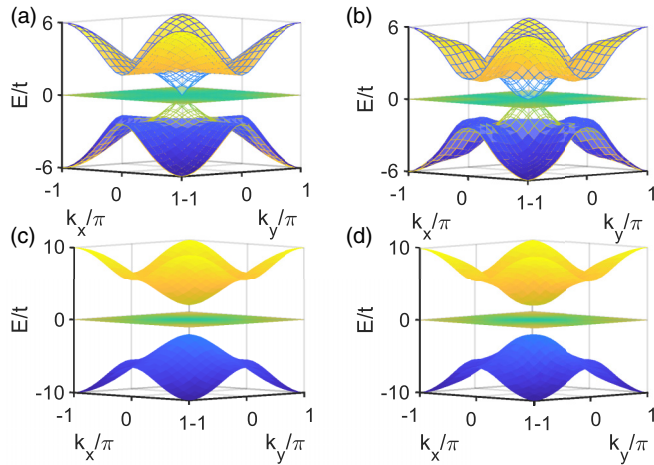 (a) (b)
6 6
E/t 0 E/t 0
-6 -6
-1 0 1-1 0 1 -1 0 1-1 0 1
k_x/π k_y/π k_x/π k_y/π
(c) (d)
10 10
E/t 0 E/t 0
-10 -10
-1 0 1-1 0 1 -1 0 1-1 0 1
k_x/π k_y/π k_x/π k_y/π